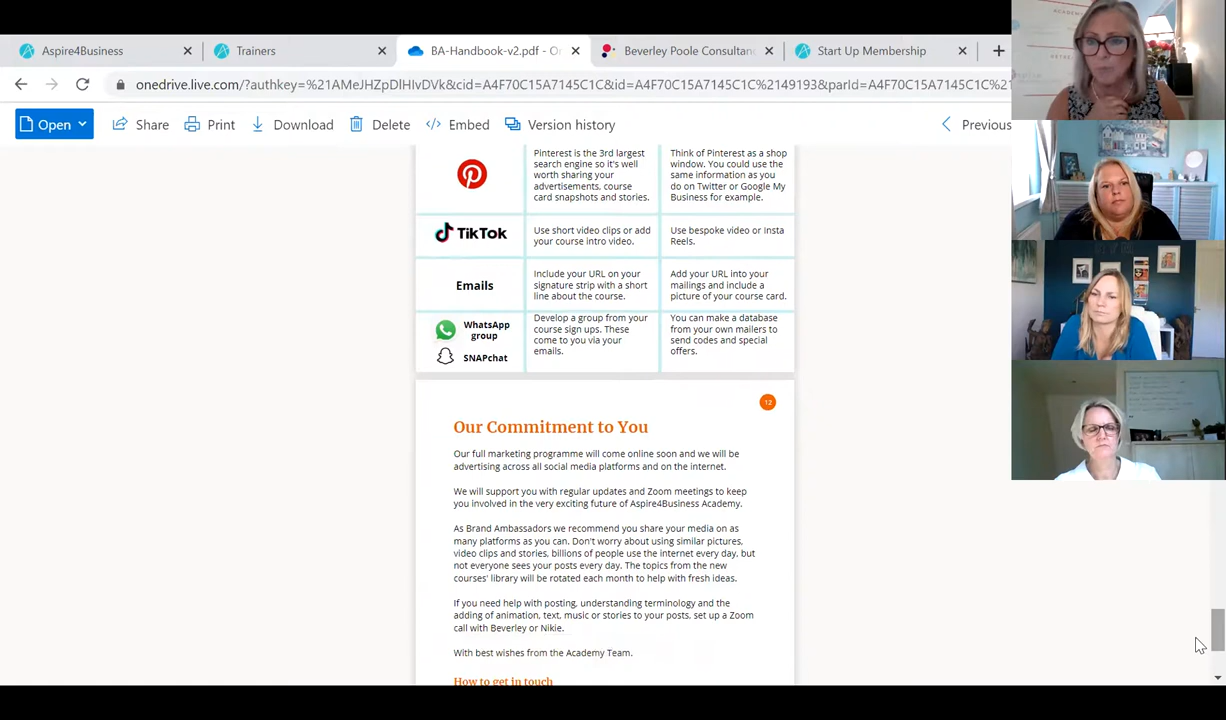 Aspire4Business
Trainers
BA-Handbook-v2.pdf - O
Beverley Poole Consultan
Start Up Membership
onedrive.live.com/?authkey=%21AMeJHZpDlHIvDVk&cid=A4F70C15A7145C1C&id=A4F70C15A7145C1C%2149193&parId=A4F70C15A7145C1C%21
Open
Share
Print
Download
Delete
Embed
Version history
Previous
Pinterest is the 3rd largest
search engine so it's well
worth sharing your
advertisements, course
card snapshots and stories.
Think of Pinterest as a shop
window. You could use the
same information as you
do on Twitter or Google My
Business for example.
TikTok
Use short video clips or add
your course intro video.
Use bespoke video or insta
Reels.
Emails
Include your URL on your
signature strip with a short
line about the course.
Add your URL into your
mailings and include a
picture of your course card.
WhatsApp
group
SNAPchat
Develop a group from your
course sign ups. These
come to you via your
emails.
You can make a database
from your own mailers to
send codes and special
offers.
12
Our Commitment to You
Our full marketing programme will come online soon and we will be
advertising across all social media platforms and on the internet.
We will support you with regular updates and Zoom meetings to keep
you involved in the very exciting future of Aspire4Business Academy.
As Brand Ambassadors we recommend you share your media on as
many platforms as you can. Don't worry about using similar pictures,
video clips and stories, billions of people use the internet every day, but
not everyone sees your posts every day. The topics from the new
courses' library will be rotated each month to help with fresh ideas.
If you need help with posting, understanding terminology and the
adding of animation, text, music or stories to your posts, set up a Zoom
call with Beverley or Nikie.
With best wishes from the Academy Team.
How to get in touch